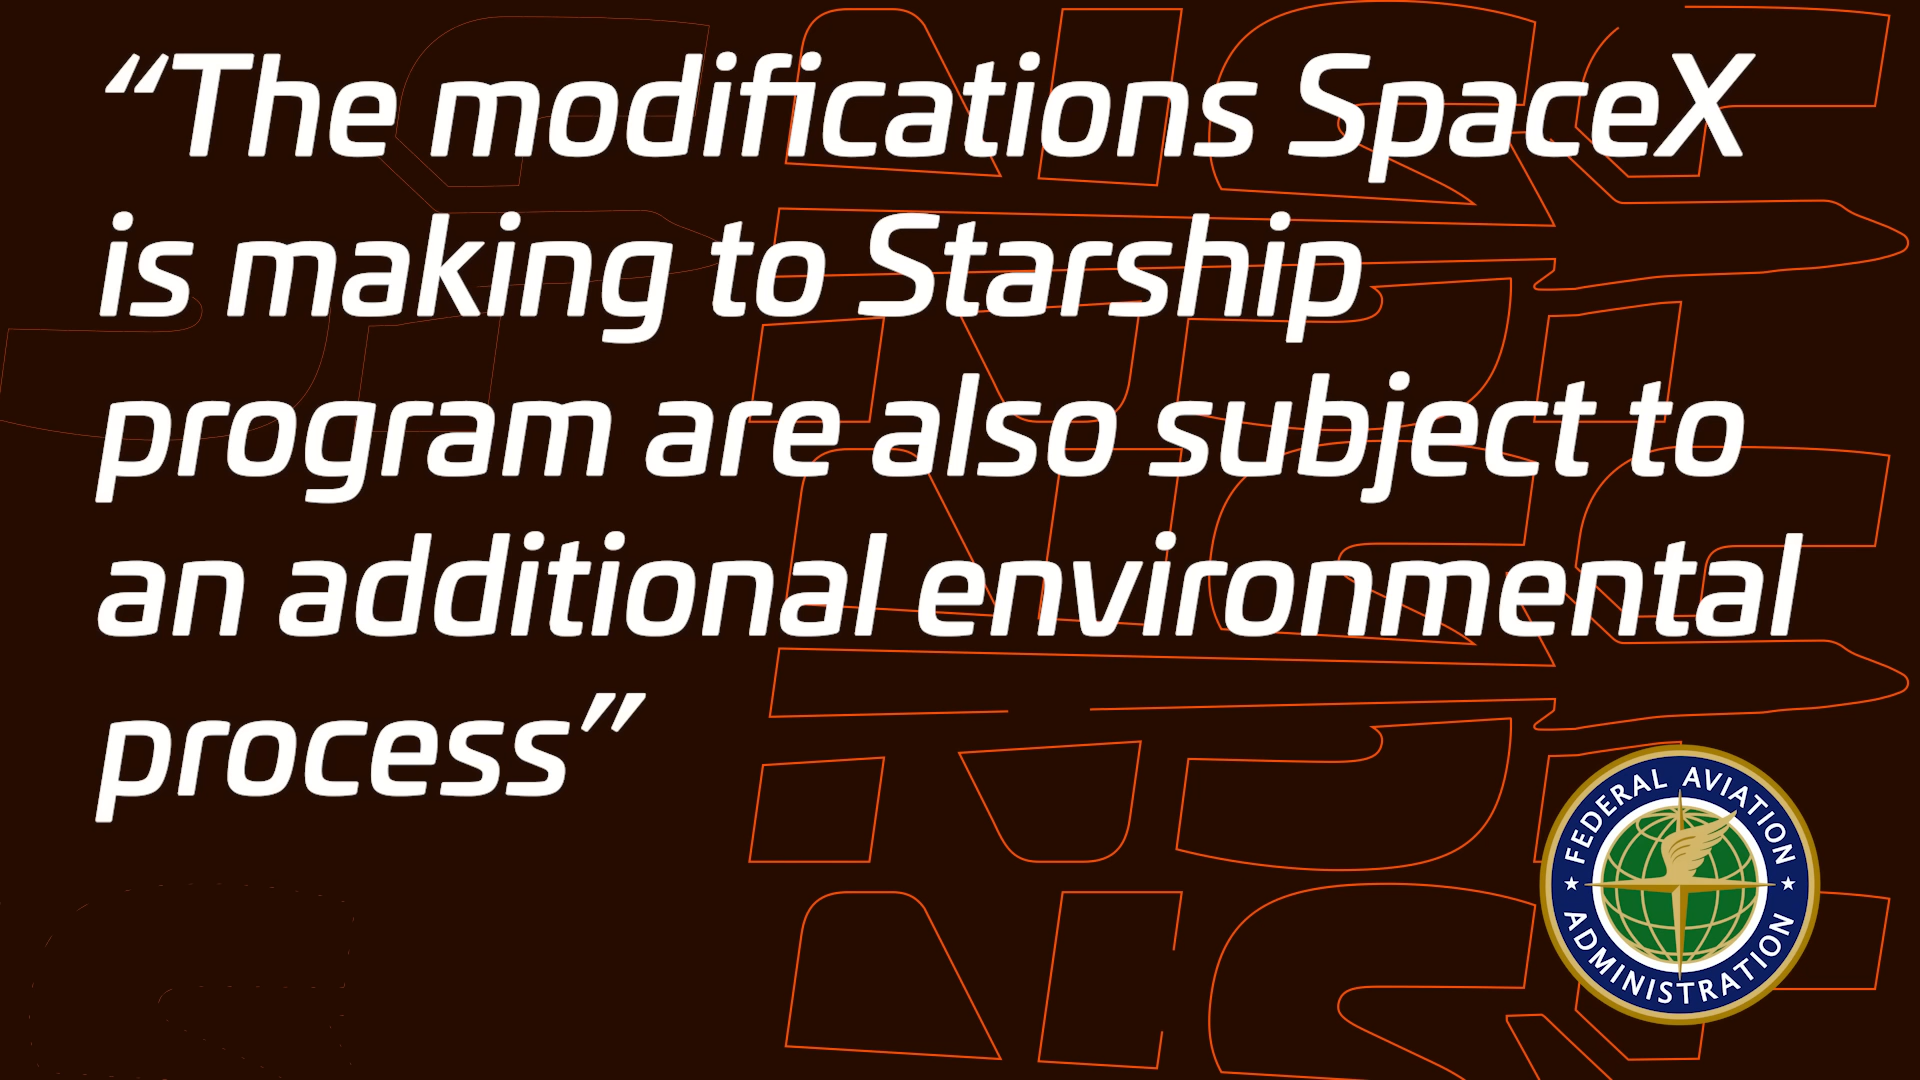 “The modifications SpaceX
is making to Starship
program are also subject to
an additional environmental
process”
FEDERAL AVIATION
ADMINISTRATION